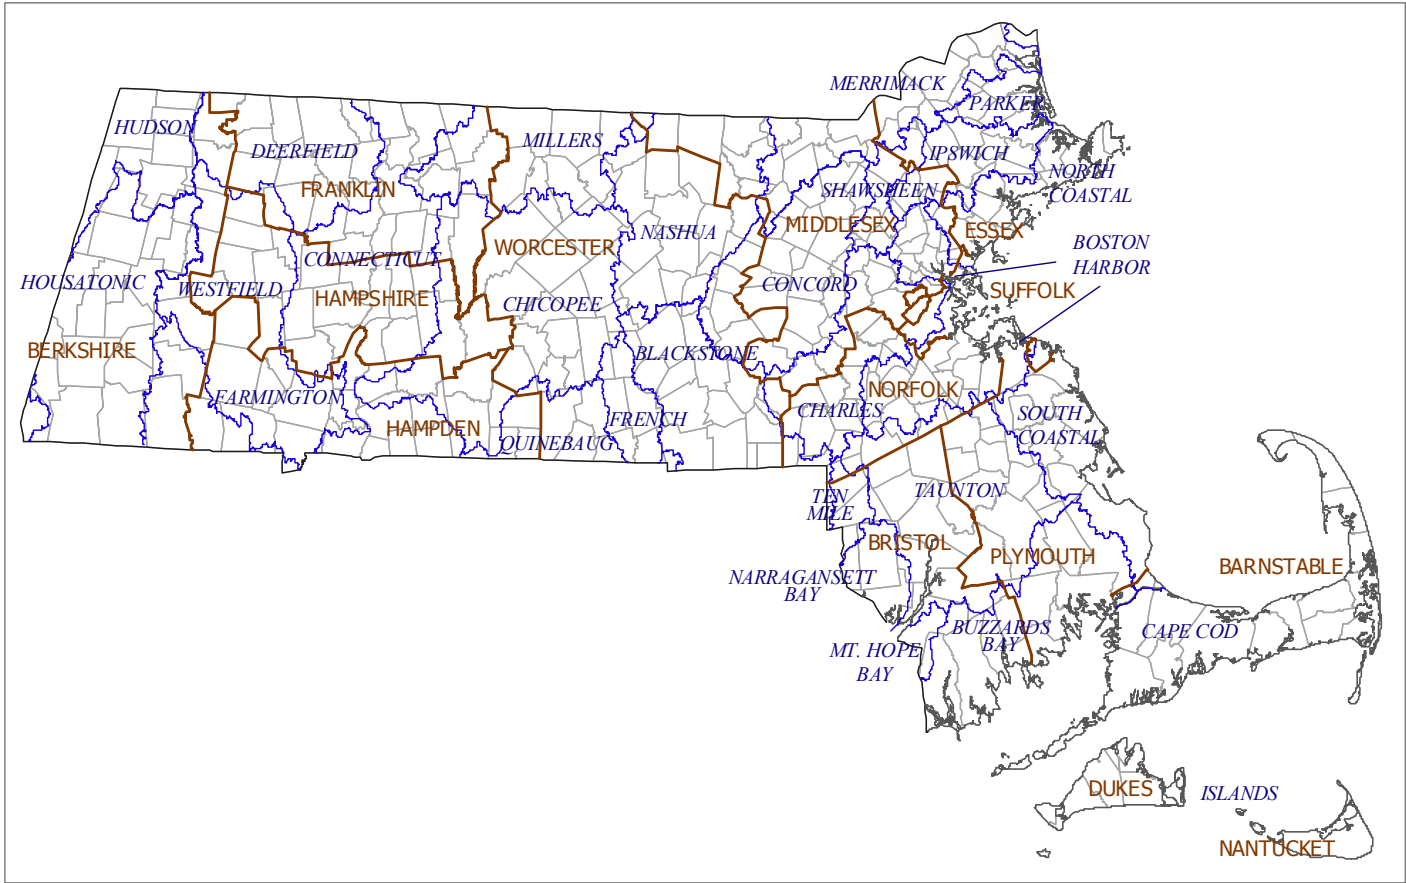 MERRIMACK
PARKER
HUDSON
MILLERS
DEERFIELD
IPSWICH
NORTH
COASTAL
FRANKLIN
SHAWSHEEN
MIDDLESEX
ESSEX
NASHUA
WORCESTER
BOSTON
HARBOR
CONNECTICUT
HOUSATONIC
WESTFIELD
CONCORD
SUFFOLK
HAMPSHIRE
CHICOPEE
BERKSHIRE
BLACKSTONE
NORFOLK
FARMINGTON
CHARLES
SOUTH
COASTAL
FRENCH
HAMPDEN
QUINEBAUG
TEN
MILE
TAUNTON
BRISTOL
PLYMOUTH
BARNSTABLE
NARRAGANSETT
BAY
BUZZARDS
BAY
CAPE COD
MT. HOPE
BAY
DUKES
ISLANDS
NANTUCKET